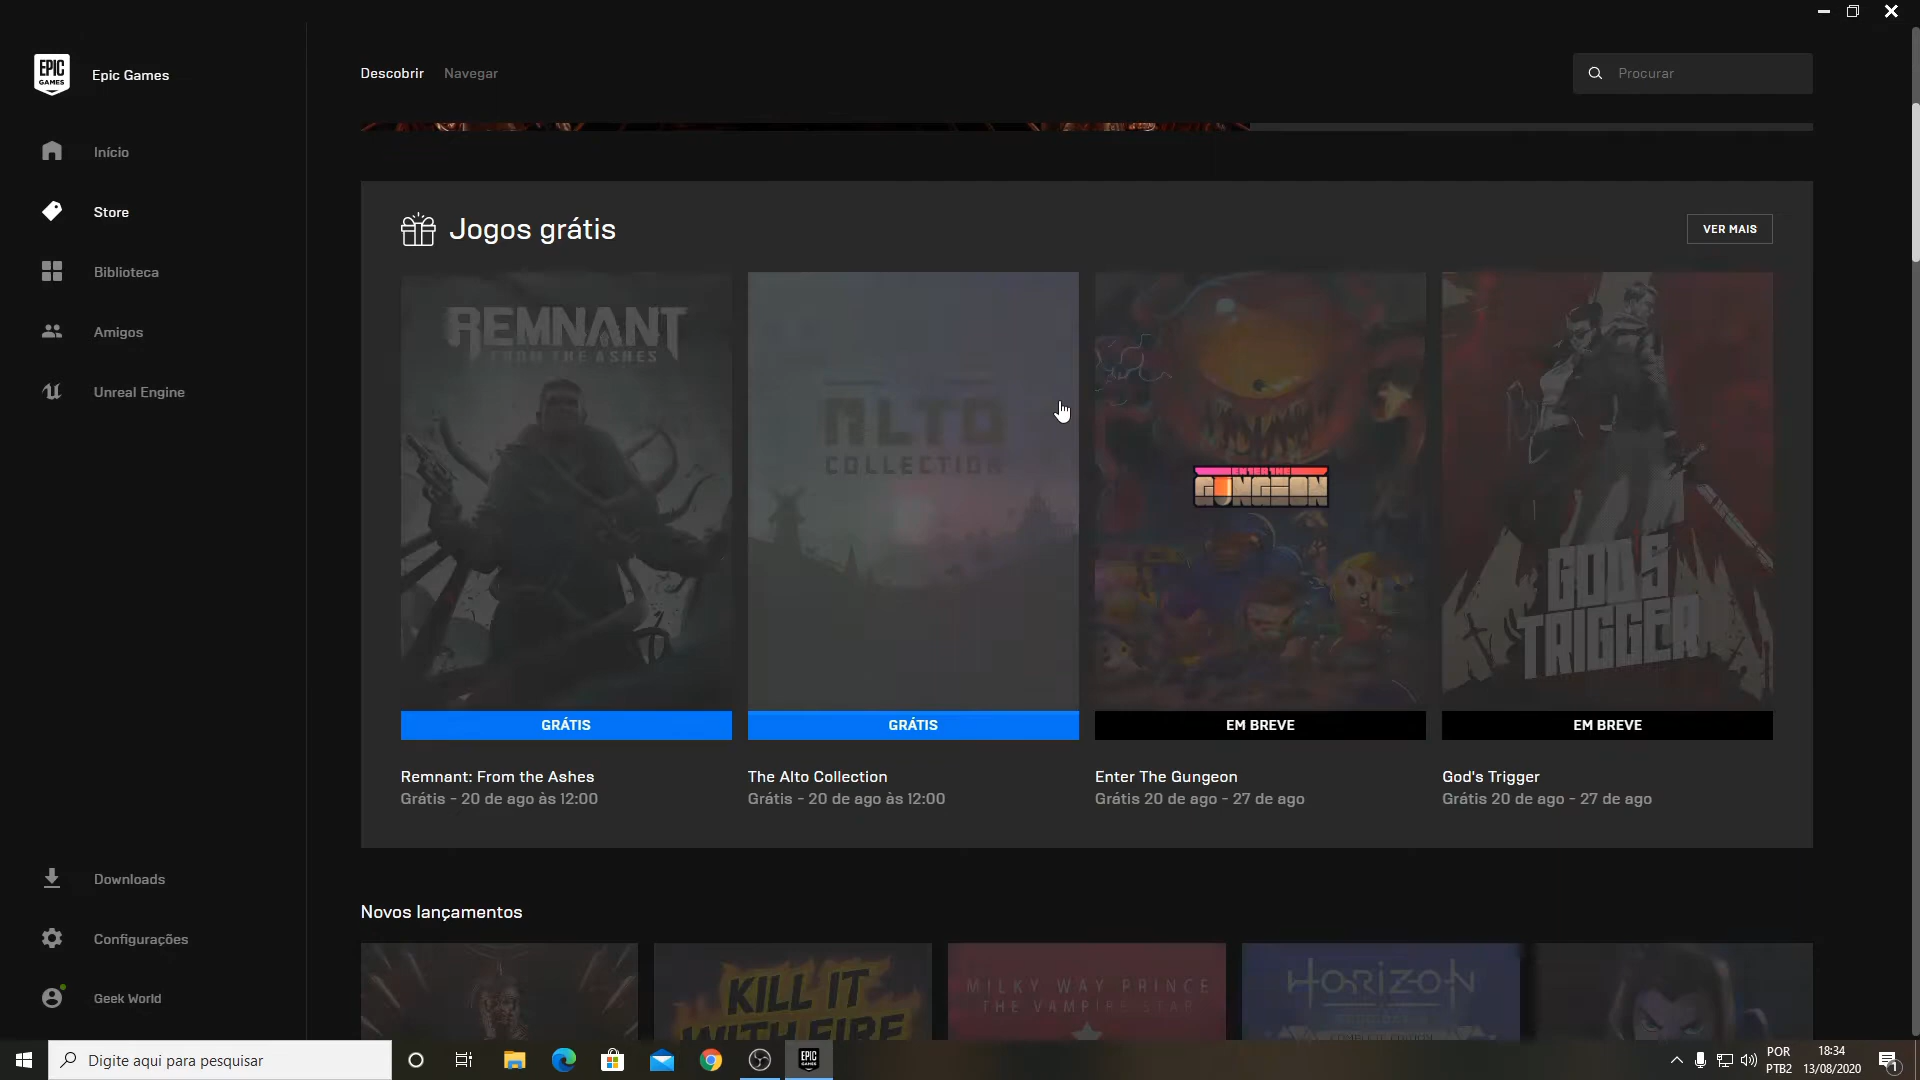 EPIC
GAMES
Epic Games
Descobrir
Navegar
Procurar
Início
Store
Biblioteca
Amigos
Unreal Engine
Downloads
Configurações
Geek World
Jogos grátis
VER MAIS
REMNANT
FROM THE ASHES
ALTO
COLLECTION
ENTER THE
GUNGEON
GOD'S
TRIGGER
GRÁTIS
GRÁTIS
EM BREVE
EM BREVE
Remnant: From the Ashes
Grátis - 20 de ago às 12:00
The Alto Collection
Grátis - 20 de ago às 12:00
Enter The Gungeon
Grátis 20 de ago - 27 de ago
God's Trigger
Grátis 20 de ago - 27 de ago
Novos lançamentos
KILL IT
WITH FIRE
MILKY WAY PRINCE
THE VAMPIRE STAR
HORIZON
Digite aqui para pesquisar
EPIC
GAMES
POR
PTB2
18:34
13/08/2020
1